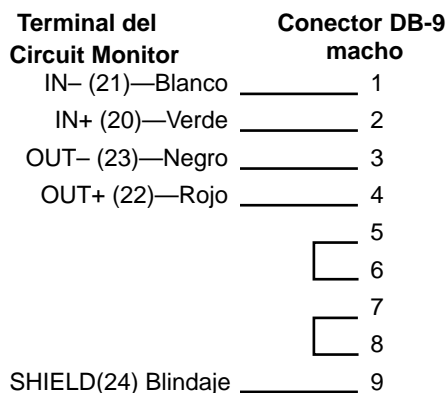 Terminal del Conector DB-9
Circuit Monitor macho
IN– (21)—Blanco 1
IN+ (20)—Verde 2
OUT– (23)—Negro 3
OUT+ (22)—Rojo 4
5
6
7
8
SHIELD(24) Blindaje 9